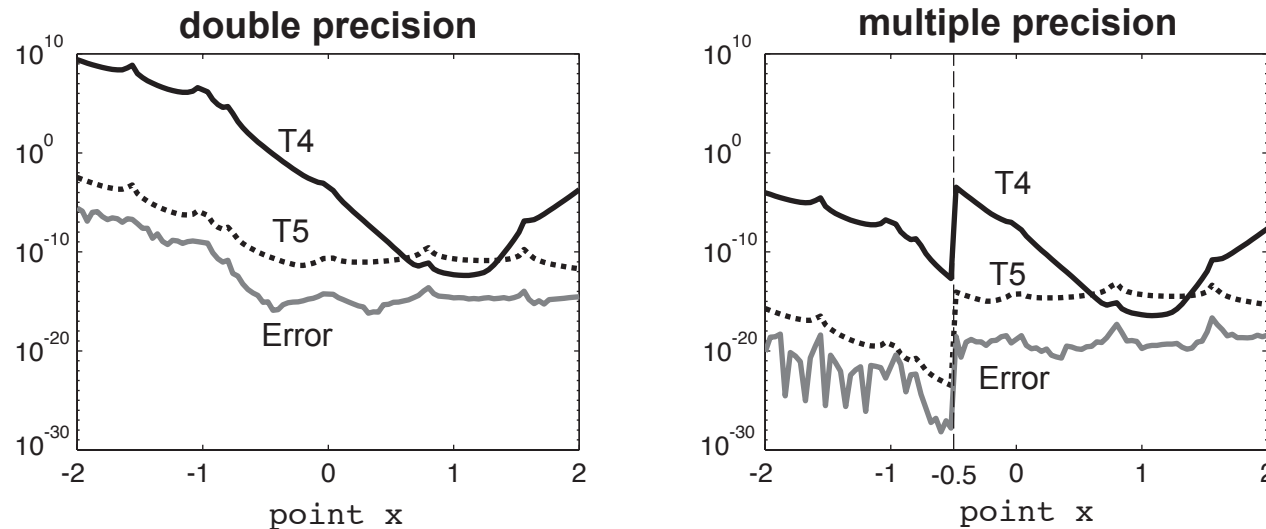 double precision
10^10
10^0
10^-10
10^-20
10^-30
T4
T5
Error
-2
-1
0
1
2
point x
multiple precision
10^10
10^0
10^-10
10^-20
10^-30
T4
T5
Error
-2
-1
-0.5
0
1
2
point x